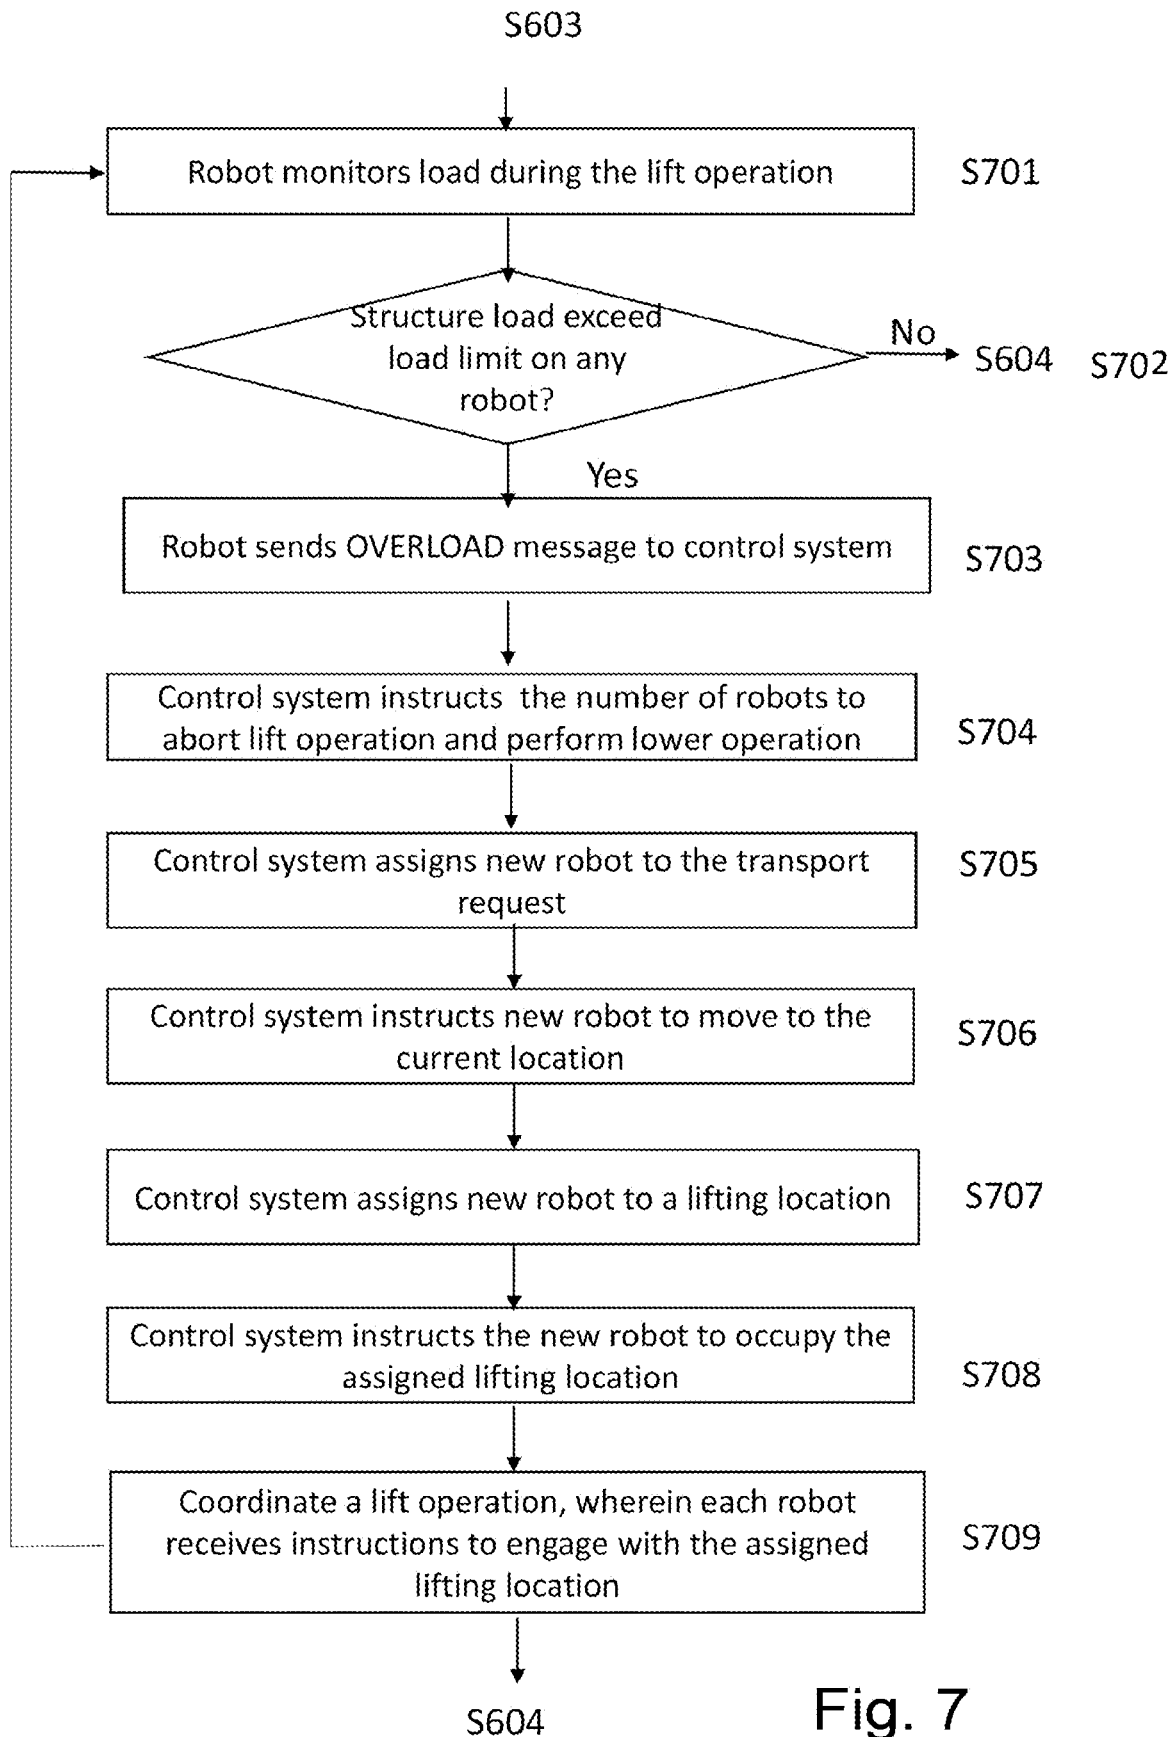 S603
Robot monitors load during the lift operation
S701
Structure load exceed
load limit on any
robot?
No
S604
S702
Yes
Robot sends OVERLOAD message to control system
S703
Control system instructs the number of robots to
abort lift operation and perform lower operation
S704
Control system assigns new robot to the transport
request
S705
Control system instructs new robot to move to the
current location
S706
Control system assigns new robot to a lifting location
S707
Control system instructs the new robot to occupy the
assigned lifting location
S708
Coordinate a lift operation, wherein each robot
receives instructions to engage with the assigned
lifting location
S709
S604
Fig. 7